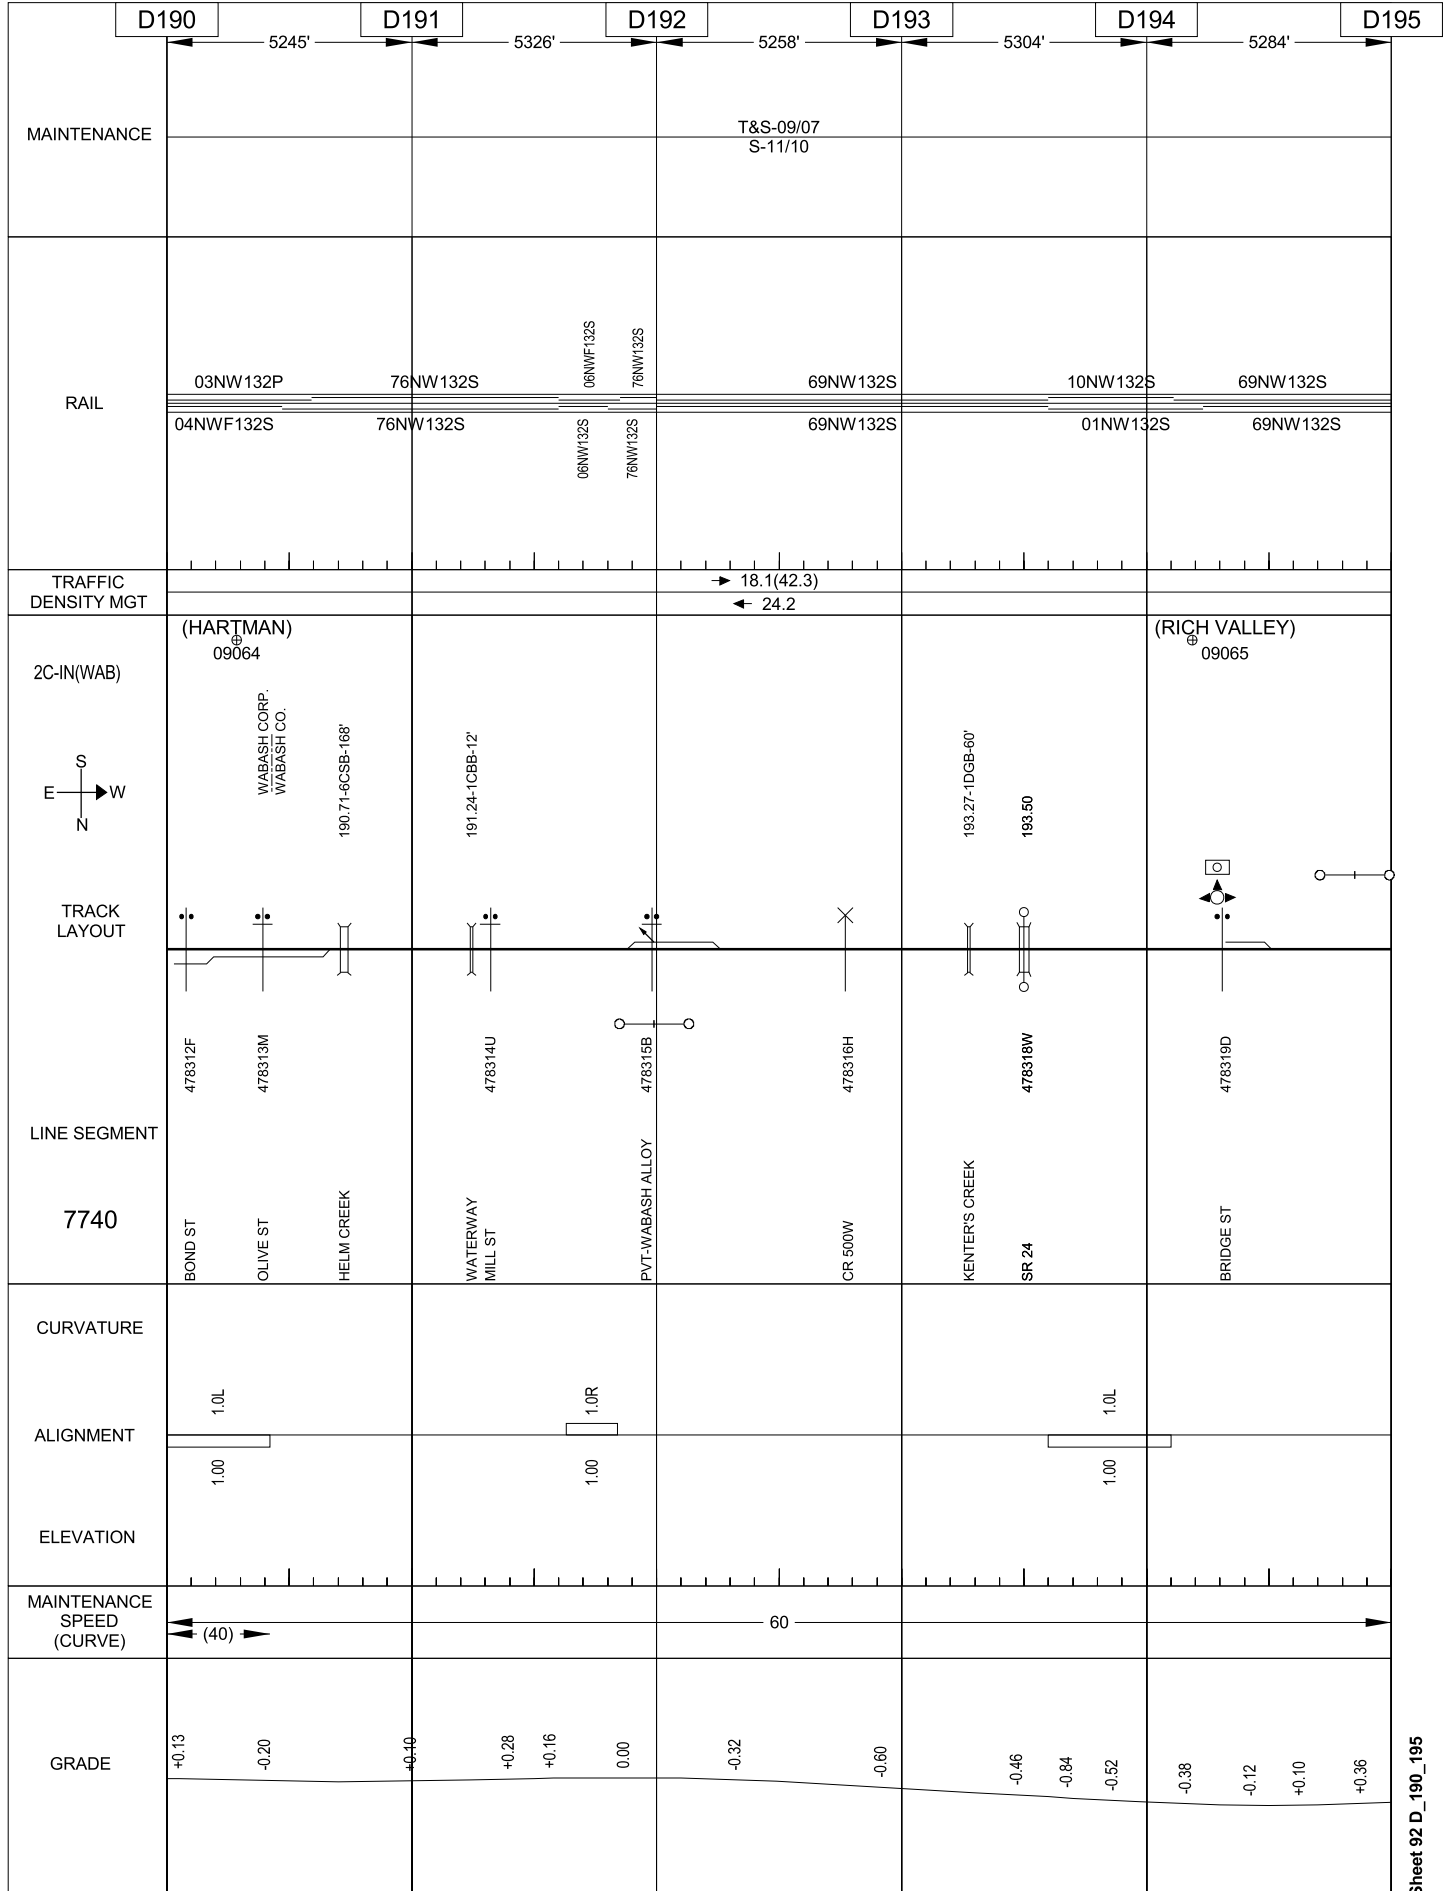 D190
D191
D192
D193
D194
D195
5245'
5326'
5258'
5304'
5284'
MAINTENANCE
T&S-09/07
S-11/10
RAIL
06NWF132S
76NW132S
03NW132P
76NW132S
69NW132S
10NW132S
69NW132S
04NWF132S
76NW132S
69NW132S
01NW132S
69NW132S
06NW132S
76NW132S
TRAFFIC
DENSITY MGT
18.1(42.3)
24.2
(HARTMAN)
09064
(RICH VALLEY)
09065
2C-IN(WAB)
WABASH CORP.
WABASH CO.
190.71-6CSB-168'
191.24-1CBB-12'
193.27-1DGB-60'
193.50
S
E
W
N
TRACK
LAYOUT
478312F
478313M
478314U
478315B
478316H
478318W
478319D
LINE SEGMENT
7740
BOND ST
OLIVE ST
HELM CREEK
WATERWAY
MILL ST
PVT-WABASH ALLOY
CR 500W
KENTER'S CREEK
SR 24
BRIDGE ST
CURVATURE
1.0L
1.0R
1.0L
ALIGNMENT
1.00
1.00
1.00
ELEVATION
MAINTENANCE
SPEED
(CURVE)
60
(40)
GRADE
+0.13
-0.20
+0.10
+0.28
+0.16
0.00
-0.32
-0.60
-0.46
-0.84
-0.52
-0.38
-0.12
+0.10
+0.36
Sheet 92 D_190_195